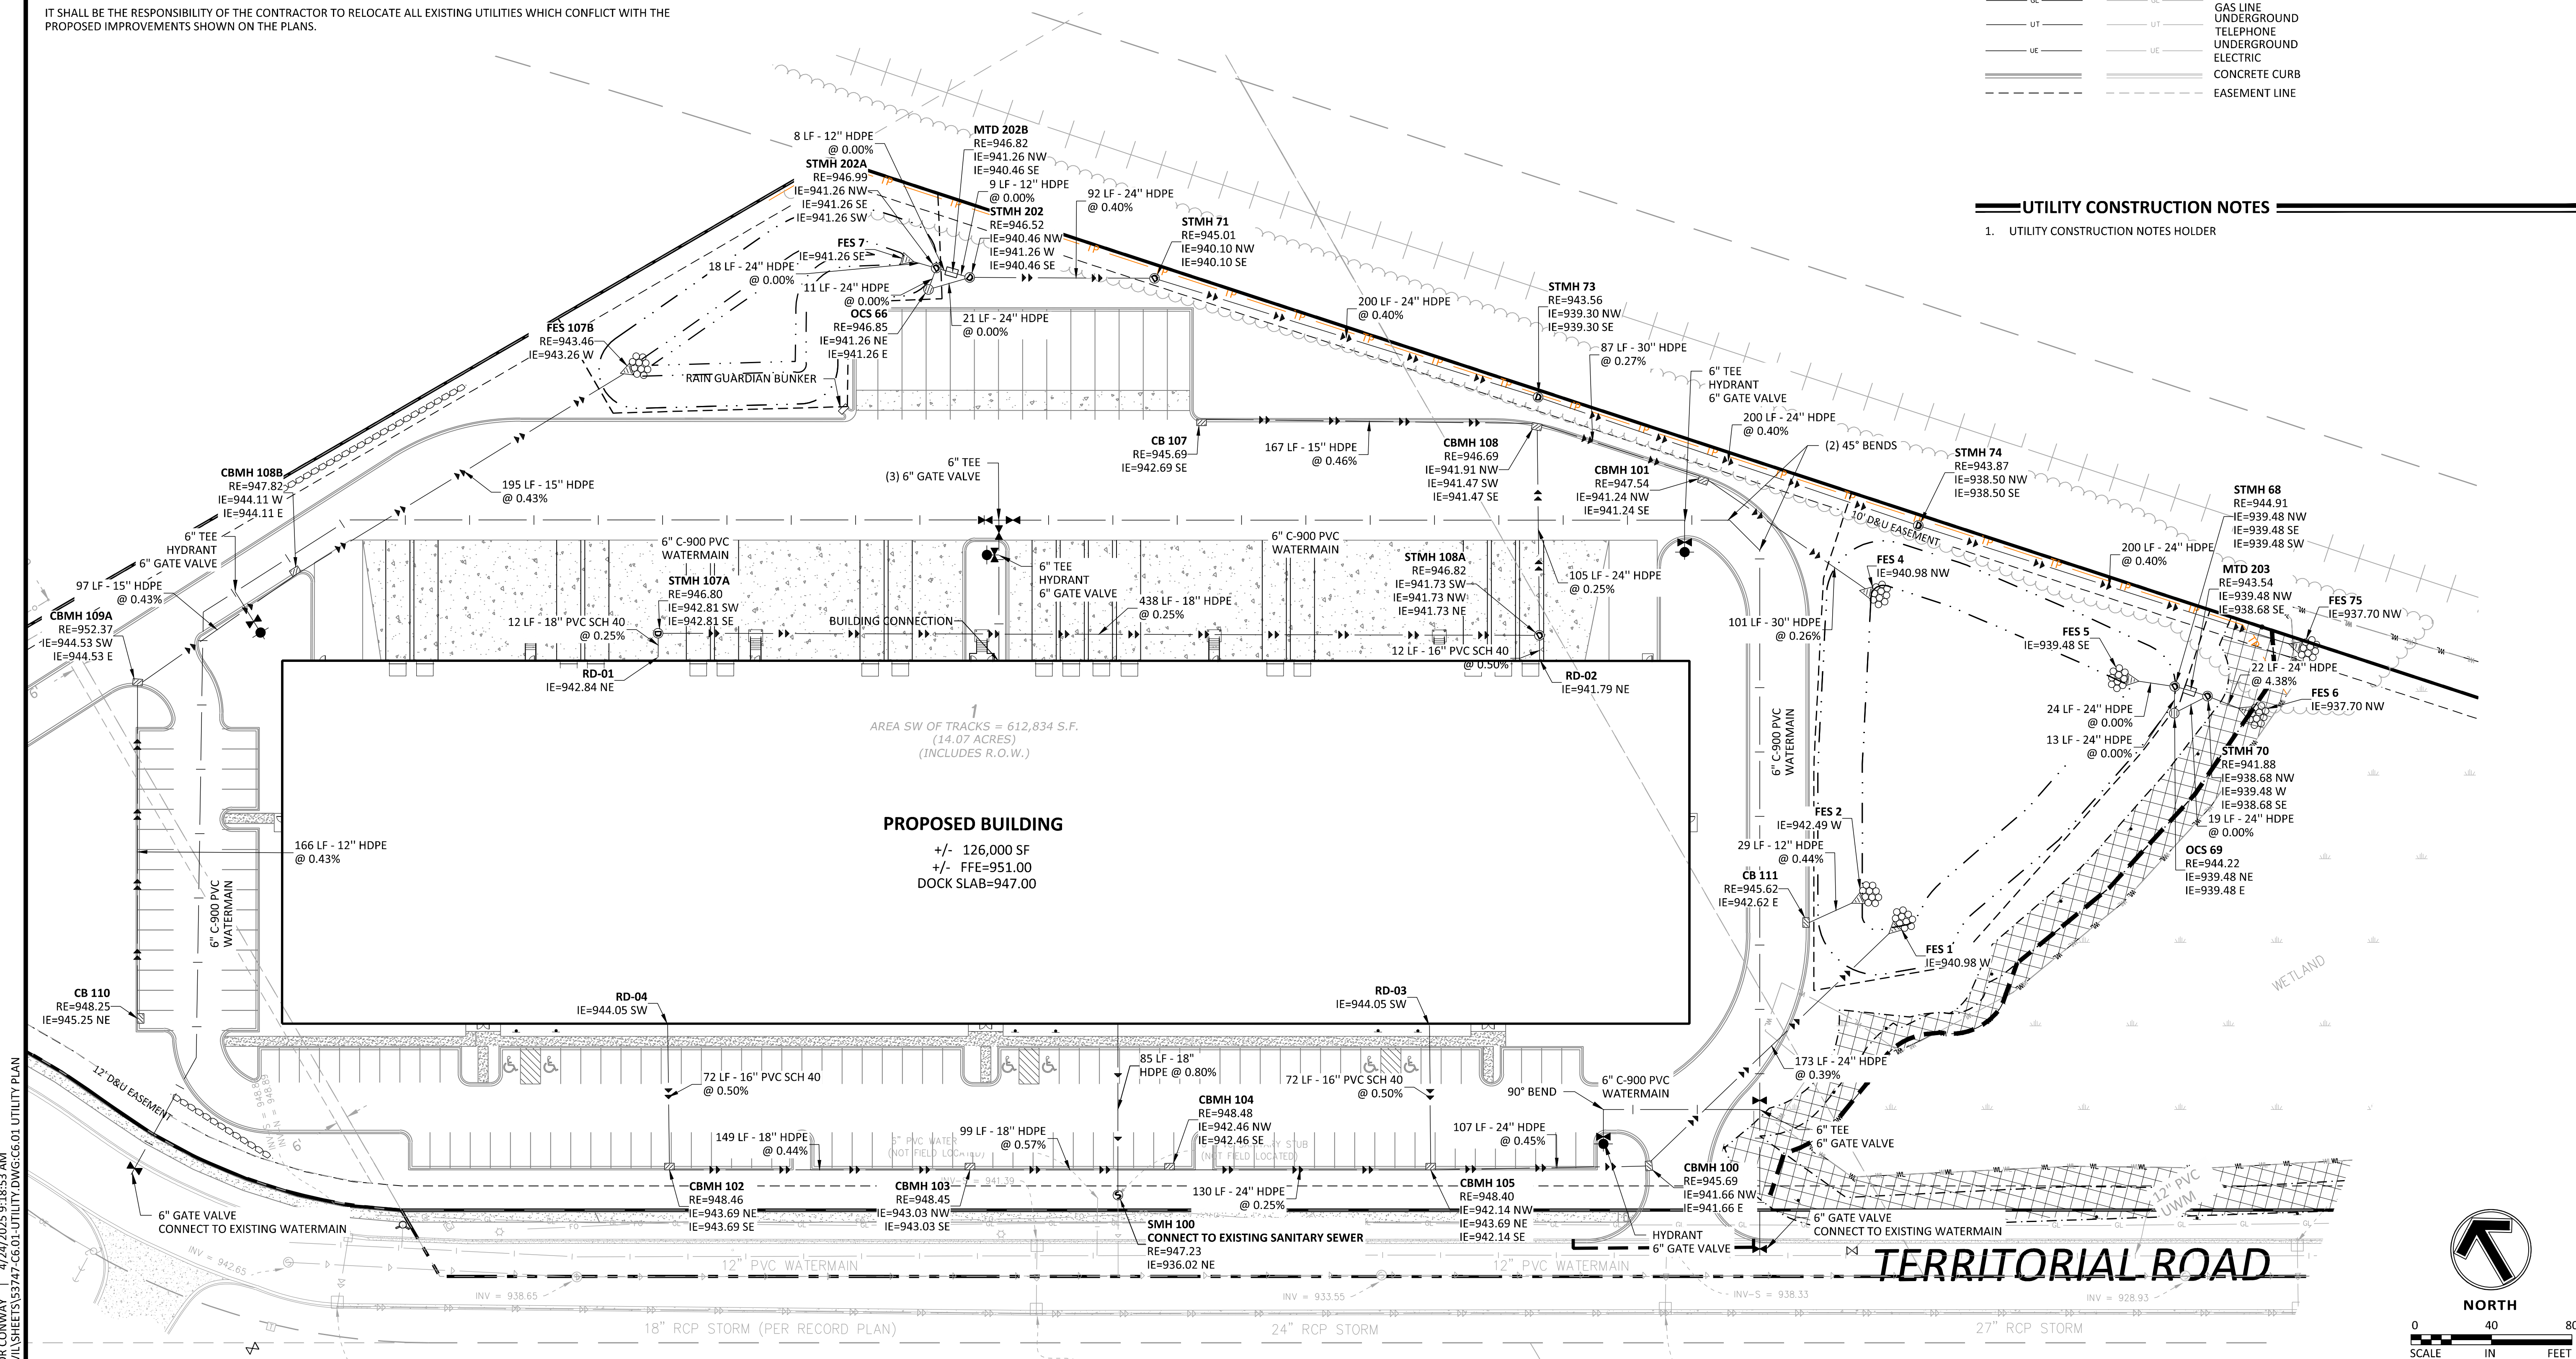 IT SHALL BE THE RESPONSIBILITY OF THE CONTRACTOR TO RELOCATE ALL EXISTING UTILITIES WHICH CONFLICT WITH THE
PROPOSED IMPROVEMENTS SHOWN ON THE PLANS.
GAS LINE
UT
UT
UNDERGROUND
TELEPHONE
UE
UE
UNDERGROUND
ELECTRIC
CONCRETE CURB
EASEMENT LINE
UTILITY CONSTRUCTION NOTES
1. UTILITY CONSTRUCTION NOTES HOLDER
8 LF - 12" HDPE
@ 0.00%
STMH 202A
RE=946.99
IE=941.26 NW
IE=941.26 SE
IE=941.26 SW
MTD 202B
RE=946.82
IE=941.26 NW
IE=940.46 SE
9 LF - 12" HDPE
@ 0.00%
STMH 202
RE=946.52
IE=940.46 NW
IE=941.26 W
IE=940.46 SE
92 LF - 24" HDPE
@ 0.40%
STMH 71
RE=945.01
IE=940.10 NW
IE=940.10 SE
FES 7
IE=941.26 SE
18 LF - 24" HDPE
@ 0.00%
11 LF - 24" HDPE
@ 0.00%
OCS 66
RE=946.85
IE=941.26 NE
IE=941.26 E
21 LF - 24" HDPE
@ 0.00%
FES 107B
RE=943.46
IE=943.26 W
RAIN GUARDIAN BUNKER
200 LF - 24" HDPE
@ 0.40%
STMH 73
RE=943.56
IE=939.30 NW
IE=939.30 SE
87 LF - 30" HDPE
@ 0.27%
6" TEE
HYDRANT
6" GATE VALVE
200 LF - 24" HDPE
@ 0.40%
(2) 45° BENDS
CB 107
RE=945.69
IE=942.69 SE
167 LF - 15" HDPE
@ 0.46%
CBMH 108
RE=946.69
IE=941.91 NW
IE=941.47 SW
IE=941.47 SE
CBMH 101
RE=947.54
IE=941.24 NW
IE=941.24 SE
STMH 74
RE=943.87
IE=938.50 NW
IE=938.50 SE
STMH 68
RE=944.91
IE=939.48 NW
IE=939.48 SE
IE=939.48 SW
10' D&U EASEMENT
200 LF - 24" HDPE
@ 0.40%
MTD 203
RE=943.54
IE=939.48 NW
IE=938.68 SE
FES 75
IE=937.70 NW
CBMH 108B
RE=947.82
IE=944.11 W
IE=944.11 E
195 LF - 15" HDPE
@ 0.43%
6" TEE
(3) 6" GATE VALVE
6" TEE
HYDRANT
6" GATE VALVE
97 LF - 15" HDPE
@ 0.43%
CBMH 109A
RE=952.37
IE=944.53 SW
IE=944.53 E
6" C-900 PVC
WATERMAIN
STMH 107A
RE=946.80
IE=942.81 SW
IE=942.81 SE
12 LF - 18" PVC SCH 40
@ 0.25%
BUILDING CONNECTION
6" TEE
HYDRANT
6" GATE VALVE
438 LF - 18" HDPE
@ 0.25%
6" C-900 PVC
WATERMAIN
STMH 108A
RE=946.82
IE=941.73 SW
IE=941.73 NW
IE=941.73 NE
12 LF - 16" PVC SCH 40
@ 0.50%
105 LF - 24" HDPE
@ 0.25%
101 LF - 30" HDPE
@ 0.26%
FES 4
IE=940.98 NW
FES 5
IE=939.48 SE
22 LF - 24" HDPE
@ 4.38%
FES 6
IE=937.70 NW
24 LF - 24" HDPE
@ 0.00%
13 LF - 24" HDPE
@ 0.00%
STMH 70
RE=941.88
IE=938.68 NW
IE=939.48 W
IE=938.68 SE
19 LF - 24" HDPE
@ 0.00%
OCS 69
RE=944.22
IE=939.48 NE
IE=939.48 E
RD-01
IE=942.84 NE
RD-02
IE=941.79 NE
1
AREA SW OF TRACKS = 612,834 S.F.
(14.07 ACRES)
(INCLUDES R.O.W.)
PROPOSED BUILDING
+/- 126,000 SF
+/- FFE=951.00
DOCK SLAB=947.00
6" C-900 PVC
WATERMAIN
166 LF - 12" HDPE
@ 0.43%
6" C-900 PVC
WATERMAIN
FES 2
IE=942.49 W
29 LF - 12" HDPE
@ 0.44%
CB 111
RE=945.62
IE=942.62 E
FES 1
IE=940.98 W
WETLAND
CB 110
RE=948.25
IE=945.25 NE
RD-04
IE=944.05 SW
RD-03
IE=944.05 SW
12' D&U EASEMENT
72 LF - 16" PVC SCH 40
@ 0.50%
85 LF - 18"
HDPE @ 0.80%
72 LF - 16" PVC SCH 40
@ 0.50%
90° BEND
6" C-900 PVC
WATERMAIN
173 LF - 24" HDPE
@ 0.39%
CBMH 104
RE=948.48
IE=942.46 NW
IE=942.46 SE
149 LF - 18" HDPE
@ 0.44%
PVC WATER
(NOT FIELD LOCATED)
99 LF - 18" HDPE
@ 0.57%
STUB
(NOT FIELD LOCATED)
107 LF - 24" HDPE
@ 0.45%
6" TEE
6" GATE VALVE
CBMH 102
RE=948.46
IE=943.69 NE
IE=943.69 SE
CBMH 103
RE=948.45
IE=943.03 NW
IE=943.03 SE
INV-S = 941.39
130 LF - 24" HDPE
@ 0.25%
CBMH 105
RE=948.40
IE=942.14 NW
IE=943.69 NE
IE=942.14 SE
CBMH 100
RE=945.69
IE=941.66 NW
IE=941.66 E
12" PVC
UWM
6" GATE VALVE
CONNECT TO EXISTING WATERMAIN
SMH 100
CONNECT TO EXISTING SANITARY SEWER
RE=947.23
IE=936.02 NE
HYDRANT
6" GATE VALVE
6" GATE VALVE
CONNECT TO EXISTING WATERMAIN
INV = 942.65
12" PVC WATERMAIN
12" PVC WATERMAIN
TERRITORIAL ROAD
INV = 938.65
INV = 933.55
INV-S = 938.33
INV = 928.93
18" RCP STORM (PER RECORD PLAN)
24" RCP STORM
27" RCP STORM
NORTH
0 40 80
SCALE IN FEET
CONWAY 4/24/2025 9:18:53 AM
\SHEETS\53747-C6.01-UTILITY.DWG:C6.01 UTILITY PLAN